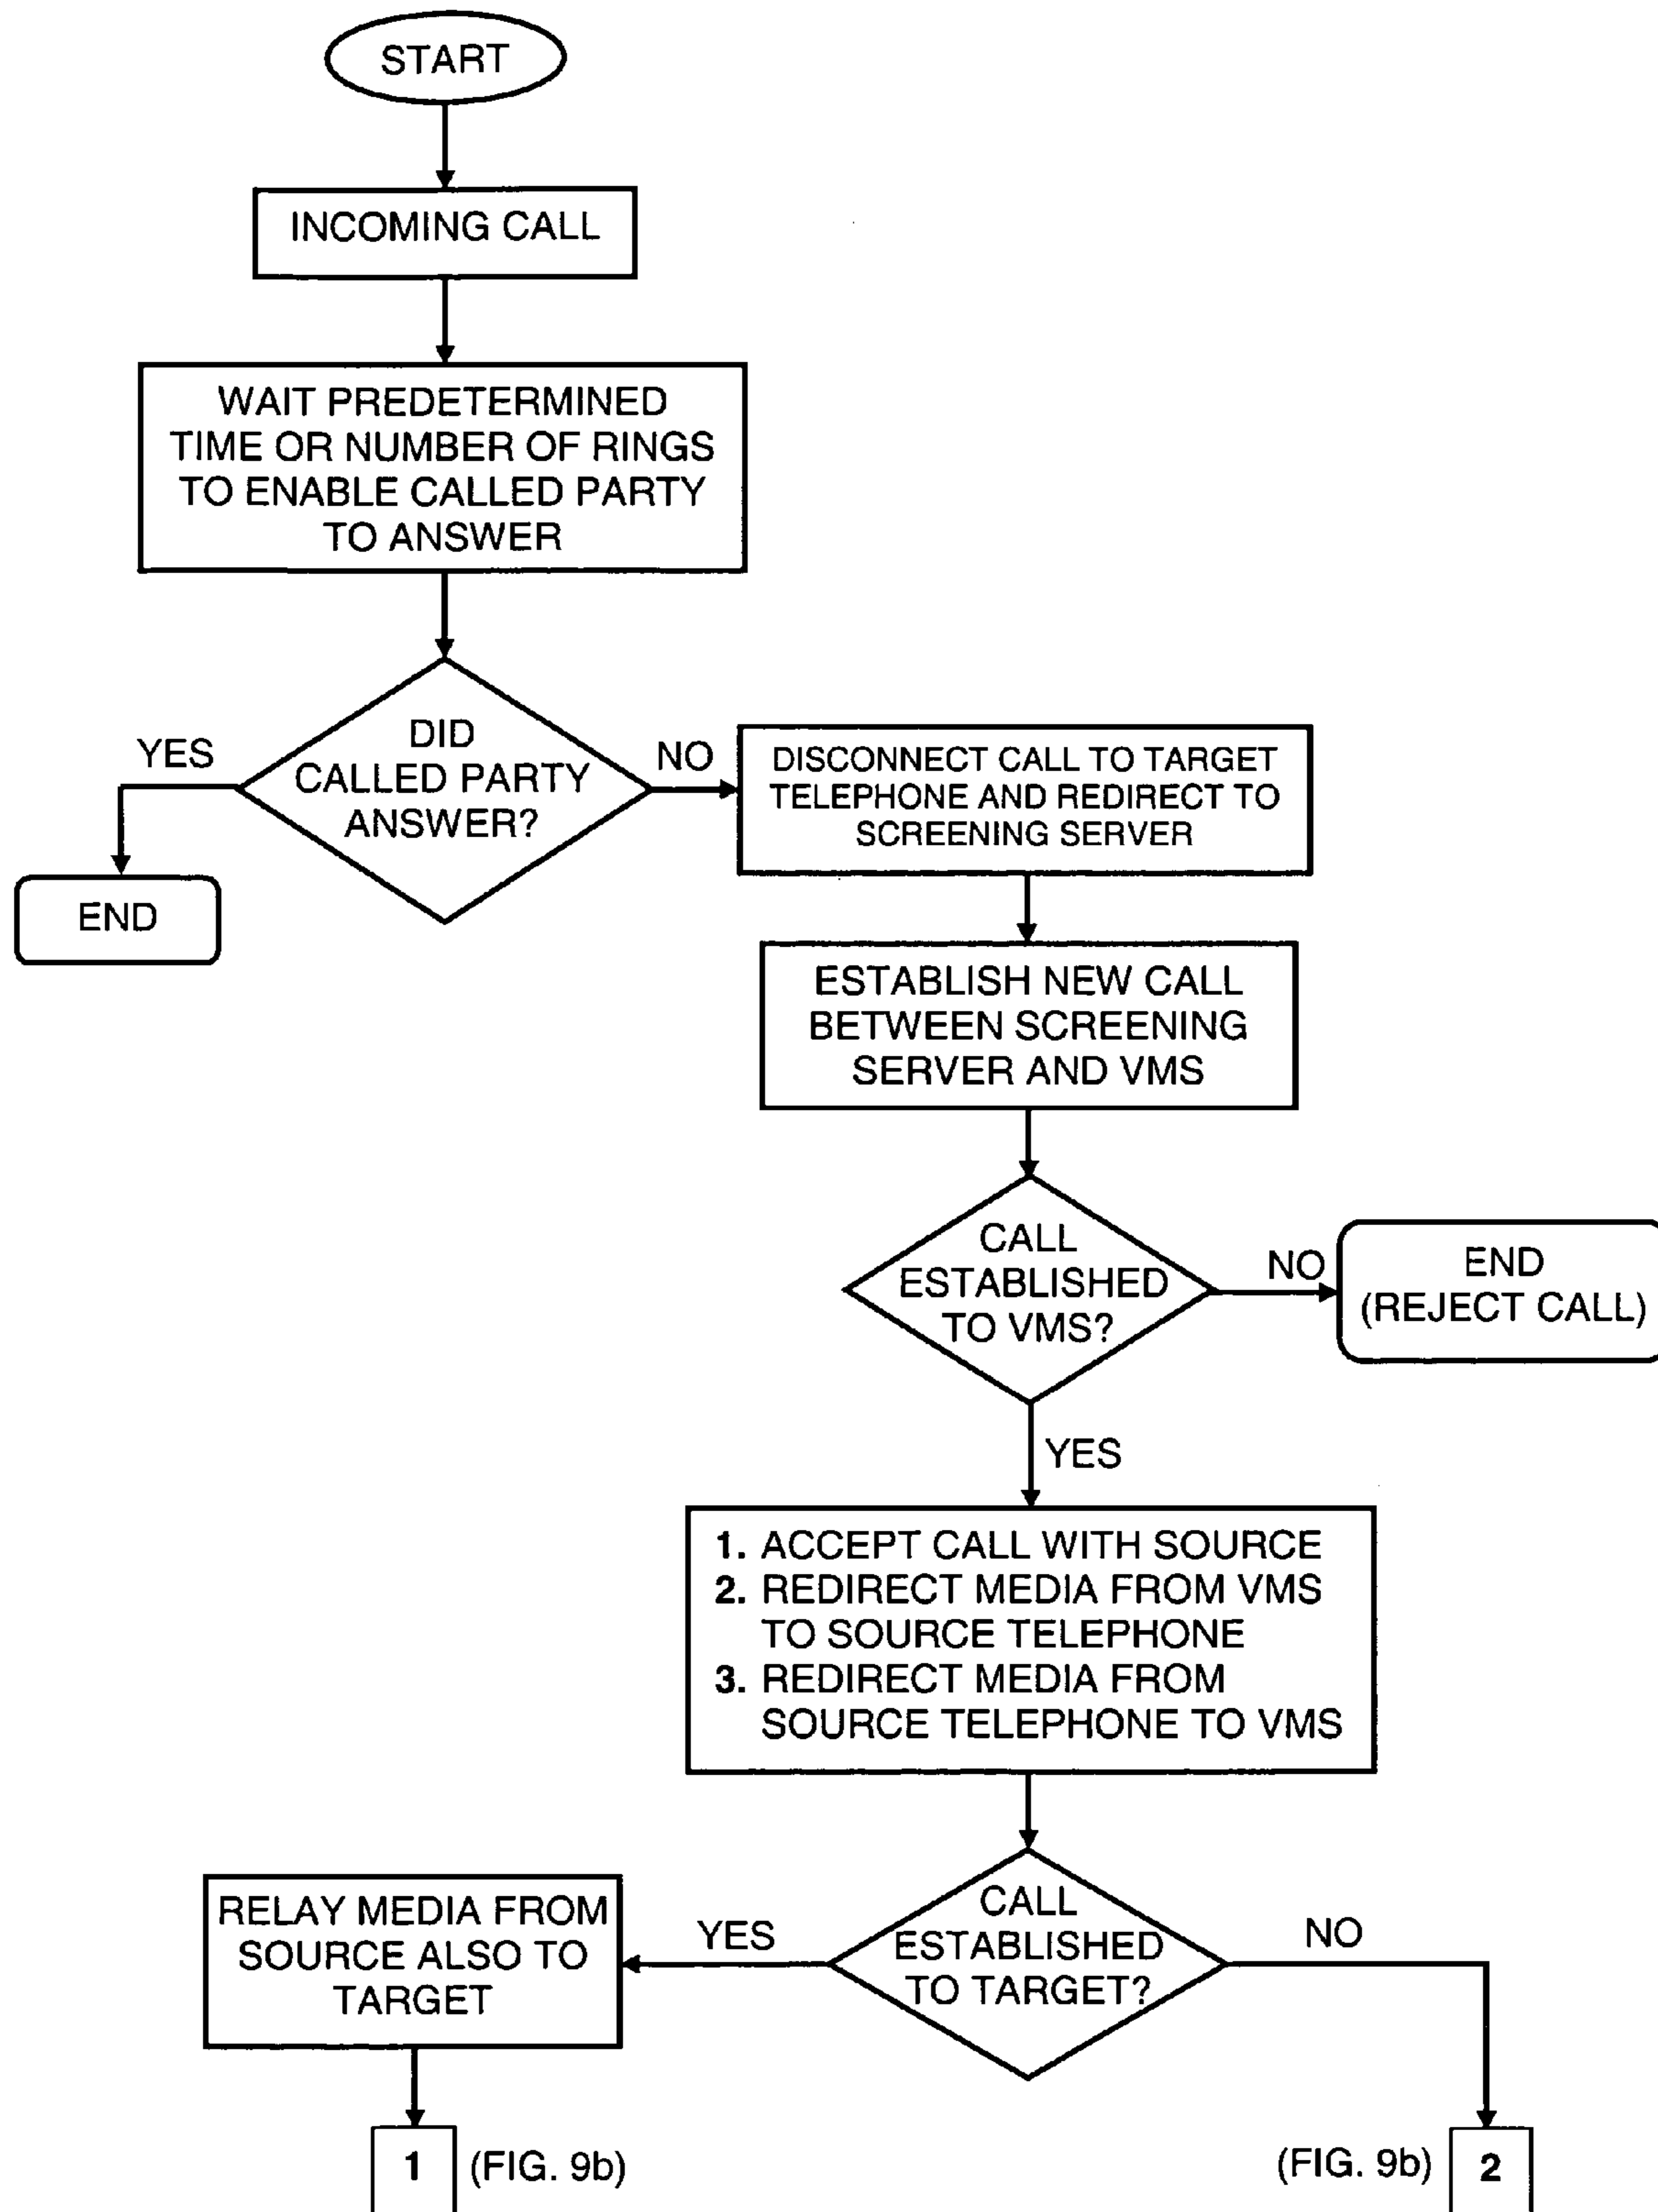 START
INCOMING CALL
WAIT PREDETERMINED
TIME OR NUMBER OF RINGS
TO ENABLE CALLED PARTY
TO ANSWER
DID
CALLED PARTY
ANSWER?
YES
NO
END
DISCONNECT CALL TO TARGET
TELEPHONE AND REDIRECT TO
SCREENING SERVER
ESTABLISH NEW CALL
BETWEEN SCREENING
SERVER AND VMS
CALL
ESTABLISHED
TO VMS?
NO
END
(REJECT CALL)
YES
1. ACCEPT CALL WITH SOURCE
2. REDIRECT MEDIA FROM VMS
TO SOURCE TELEPHONE
3. REDIRECT MEDIA FROM
SOURCE TELEPHONE TO VMS
CALL
ESTABLISHED
TO TARGET?
YES
NO
RELAY MEDIA FROM
SOURCE ALSO TO
TARGET
1 (FIG. 9b)
(FIG. 9b) 2